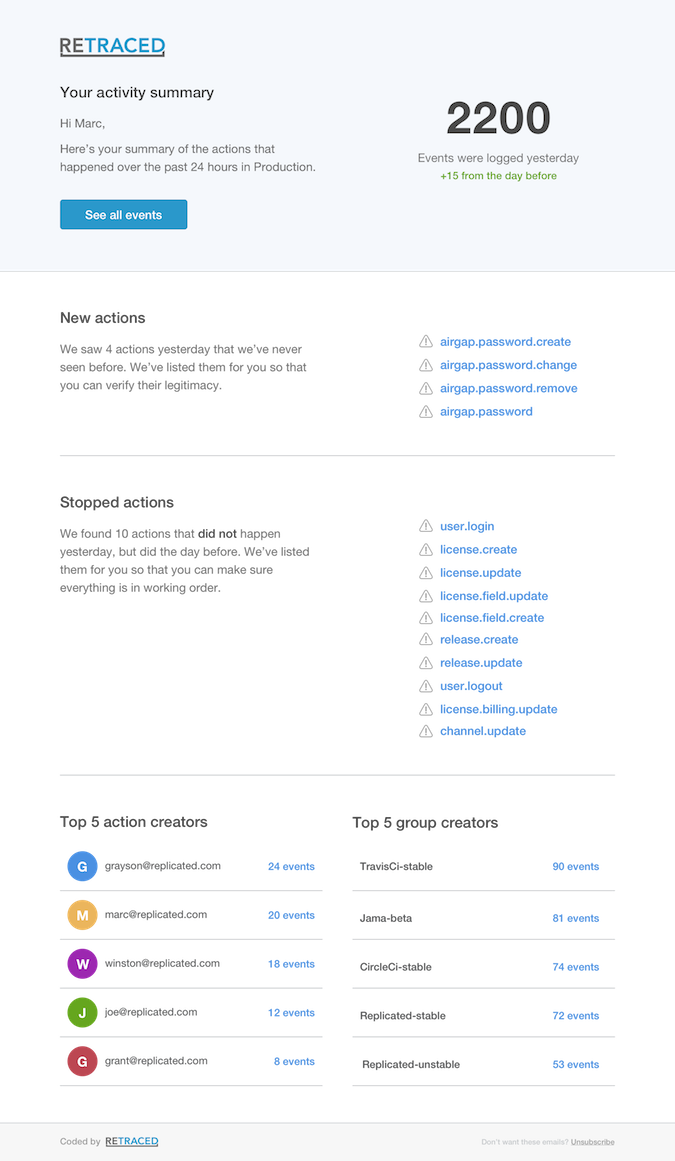 RETRACED
Your activity summary
Hi Marc,
Here's your summary of the actions that
happened over the past 24 hours in Production.
See all events
2200
Events were logged yesterday
+15 from the day before
New actions
We saw 4 actions yesterday that we've never
seen before. We've listed them for you so that
you can verify their legitimacy.
airgap.password.create
airgap.password.change
airgap.password.remove
airgap.password
Stopped actions
We found 10 actions that did not happen
yesterday, but did the day before. We've listed
them for you so that you can make sure
everything is in working order.
user.login
license.create
license.update
license.field.update
license.field.create
release.create
release.update
user.logout
license.billing.update
channel.update
Top 5 action creators
G grayson@replicated.com 24 events
M marc@replicated.com 20 events
W winston@replicated.com 18 events
J joe@replicated.com 12 events
G grant@replicated.com 8 events
Top 5 group creators
TravisCi-stable 90 events
Jama-beta 81 events
CircleCi-stable 74 events
Replicated-stable 72 events
Replicated-unstable 53 events
Coded by RETRACED
Don't want these emails? Unsubscribe